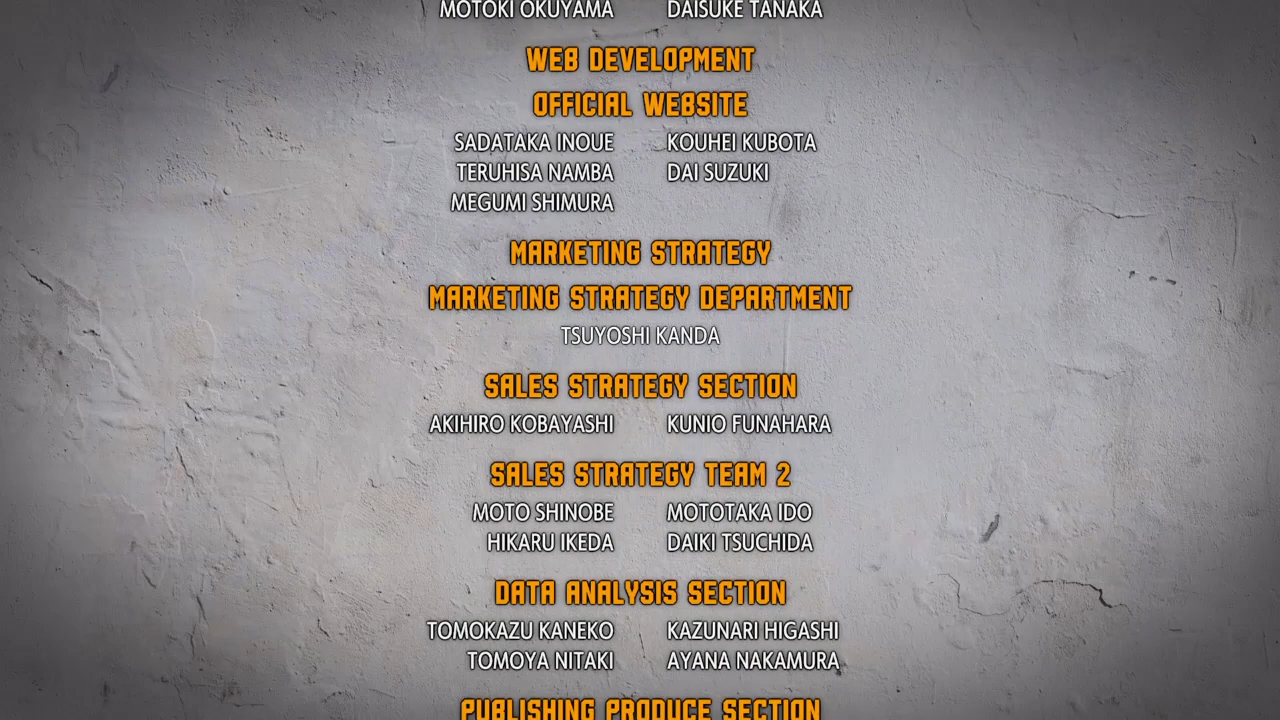 MOTOKI OKUYAMA DAISUKE TANAKA
WEB DEVELOPMENT
OFFICIAL WEBSITE
SADATAKA INOUE KOUHEI KUBOTA
TERUHISA NAMBA DAI SUZUKI
MEGUMI SHIMURA
MARKETING STRATEGY
MARKETING STRATEGY DEPARTMENT
TSUYOSHI KANDA
SALES STRATEGY SECTION
AKIHIRO KOBAYASHI KUNIO FUNAHARA
SALES STRATEGY TEAM 2
MOTO SHINOBE MOTOTAKA IDO
HIKARU IKEDA DAIKI TSUCHIDA
DATA ANALYSIS SECTION
TOMOKAZU KANEKO KAZUNARI HIGASHI
TOMOYA NITAKI AYANA NAKAMURA
PUBLISHING PRODUCE SECTION